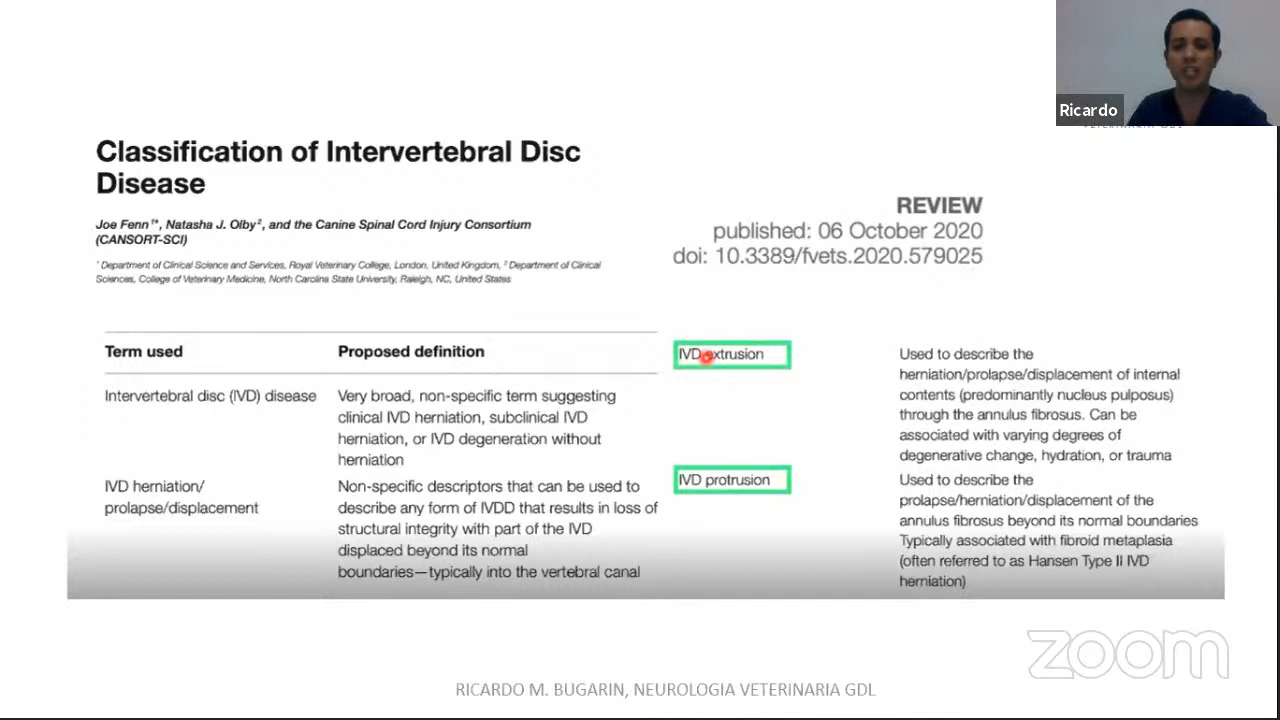 Ricardo
Classification of Intervertebral Disc
Disease
Joe Fenn 1*, Natasha J. Olby 2, and the Canine Spinal Cord Injury Consortium
(CANSORT-SCI)
1 Department of Clinical Science and Services, Royal Veterinary College, London, United Kingdom, 2 Department of Clinical
Sciences, College of Veterinary Medicine, North Carolina State University, Raleigh, NC, United States
REVIEW
published: 06 October 2020
doi: 10.3389/fvets.2020.579025
Term used
Proposed definition
Intervertebral disc (IVD) disease
Very broad, non-specific term suggesting
clinical IVD herniation, subclinical IVD
herniation, or IVD degeneration without
herniation
IVD herniation/
prolapse/displacement
Non-specific descriptors that can be used to
describe any form of IVDD that results in loss of
structural integrity with part of the IVD
displaced beyond its normal
boundaries—typically into the vertebral canal
IVD extrusion
Used to describe the
herniation/prolapse/displacement of internal
contents (predominantly nucleus pulposus)
through the annulus fibrosus. Can be
associated with varying degrees of
degenerative change, hydration, or trauma
IVD protrusion
Used to describe the
prolapse/herniation/displacement of the
annulus fibrosus beyond its normal boundaries
Typically associated with fibroid metaplasia
(often referred to as Hansen Type II IVD
herniation)
zoom
RICARDO M. BUGARIN, NEUROLOGIA VETERINARIA GDL